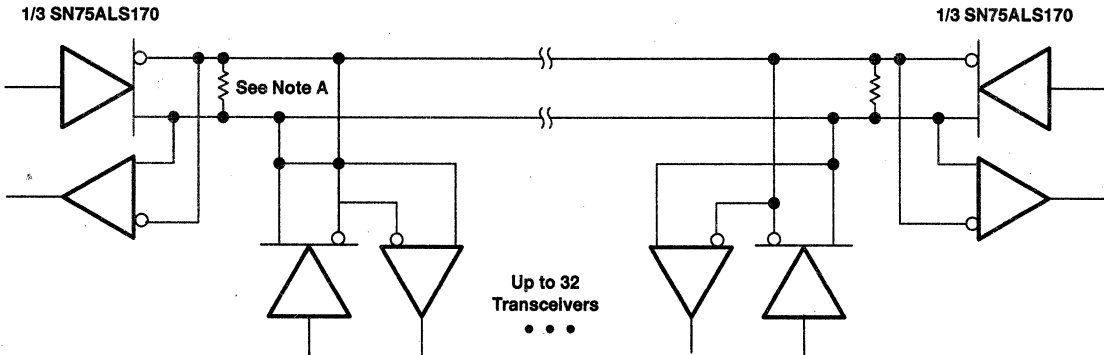 1/3 SN75ALS170
1/3 SN75ALS170
See Note A
Up to 32
Transceivers